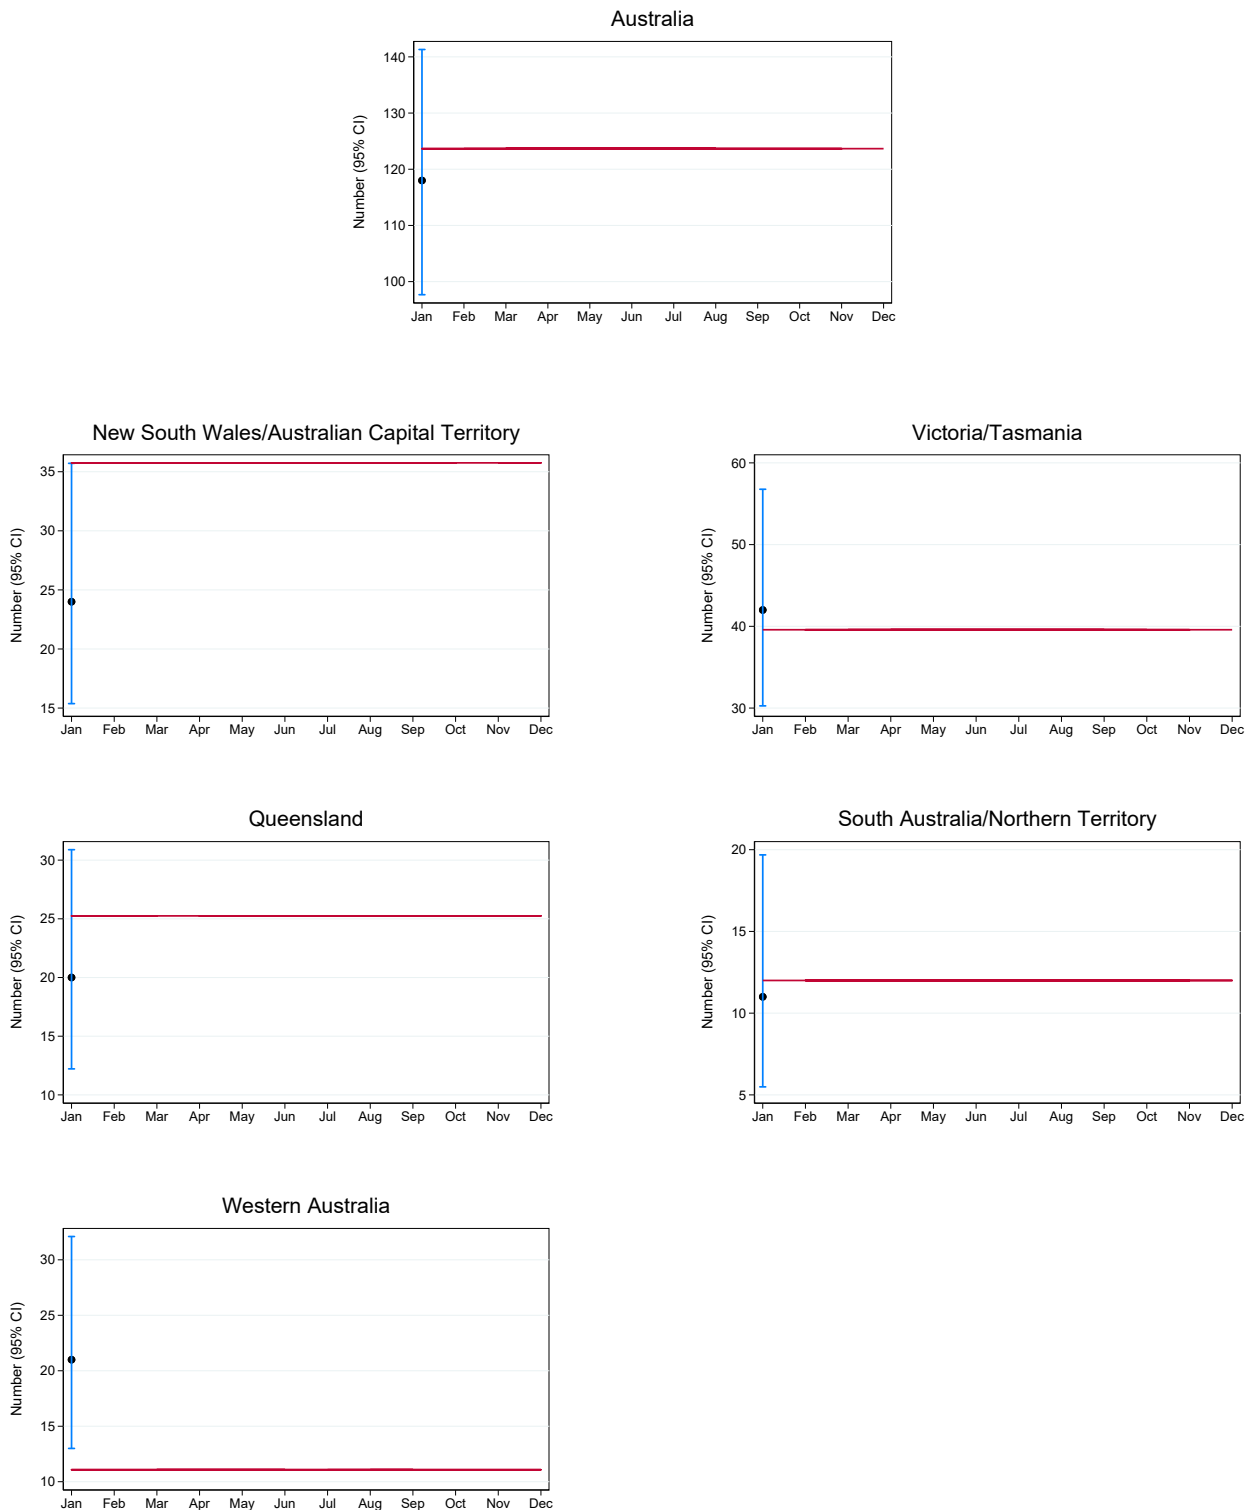 Australia
Number (95% CI)
140
130
120
110
100
Jan Feb Mar Apr May Jun Jul Aug Sep Oct Nov Dec
New South Wales/Australian Capital Territory
Number (95% CI)
35
30
25
20
15
Jan Feb Mar Apr May Jun Jul Aug Sep Oct Nov Dec
Victoria/Tasmania
Number (95% CI)
60
50
40
30
Jan Feb Mar Apr May Jun Jul Aug Sep Oct Nov Dec
Queensland
Number (95% CI)
30
25
20
15
10
Jan Feb Mar Apr May Jun Jul Aug Sep Oct Nov Dec
South Australia/Northern Territory
Number (95% CI)
20
15
10
5
Jan Feb Mar Apr May Jun Jul Aug Sep Oct Nov Dec
Western Australia
Number (95% CI)
30
25
20
15
10
Jan Feb Mar Apr May Jun Jul Aug Sep Oct Nov Dec